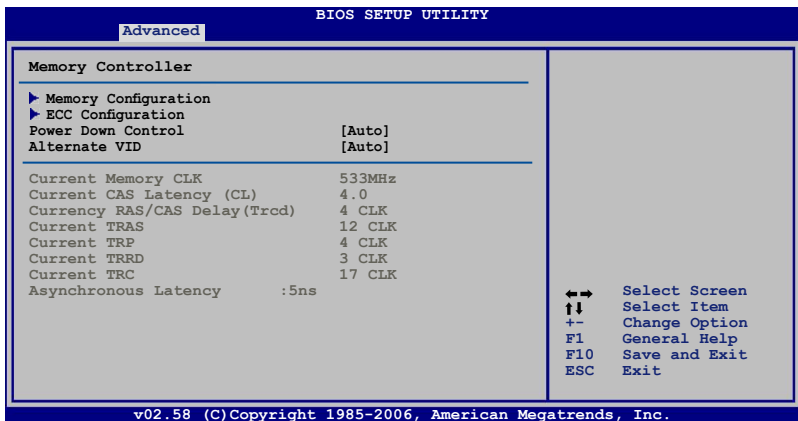 BIOS SETUP UTILITY
Advanced
Memory Controller
Memory Configuration
ECC Configuration
Power Down Control [Auto]
Alternate VID [Auto]
Current Memory CLK 533MHz
Current CAS Latency (CL) 4.0
Currency RAS/CAS Delay(Trcd) 4 CLK
Current TRAS 12 CLK
Current TRP 4 CLK
Current TRRD 3 CLK
Current TRC 17 CLK
Asynchronous Latency :5ns
←→ Select Screen
↑↓ Select Item
+- Change Option
F1 General Help
F10 Save and Exit
ESC Exit
v02.58 (C)Copyright 1985-2006, American Megatrends, Inc.